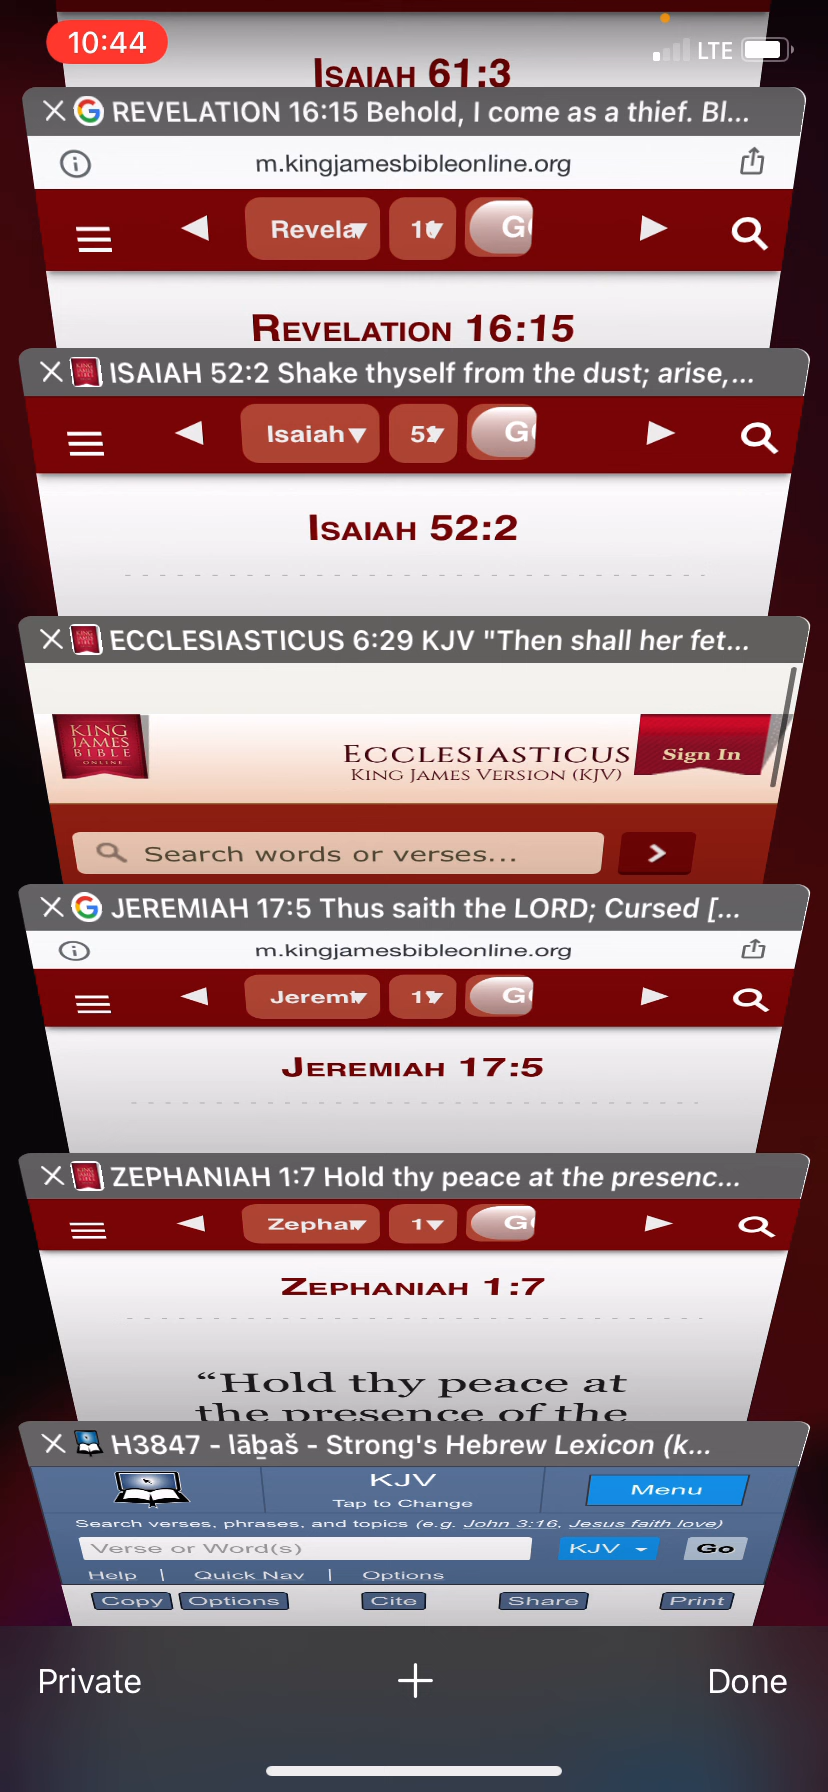 10:44
LTE
Isaiah 61:3
REVELATION 16:15 Behold, I come as a thief. Bl...
m.kingjamesbibleonline.org
Revela
Revelation 16:15
ISAIAH 52:2 Shake thyself from the dust; arise,...
Isaiah
Isaiah 52:2
ECCLESIASTICUS 6:29 KJV "Then shall her fet...
KING
JAMES
BIBLE
ONLINE
Ecclesiasticus
King James Version (KJV)
Sign In
Search words or verses...
JEREMIAH 17:5 Thus saith the LORD; Cursed [...
m.kingjamesbibleonline.org
Jeremiah 17:5
ZEPHANIAH 1:7 Hold thy peace at the presenc...
1
Zephaniah 1:7
“Hold thy peace at
the presence of the
H3847 - lāḇaš - Strong's Hebrew Lexicon (k...
KJV
Tap to Change
Menu
Search verses, phrases, and topics (e.g. John 3:16, Jesus faith love)
Verse or Word(s)
KJV
Go
Help | Quick Nav | Options
Copy Options Cite Share Print
Private
Done